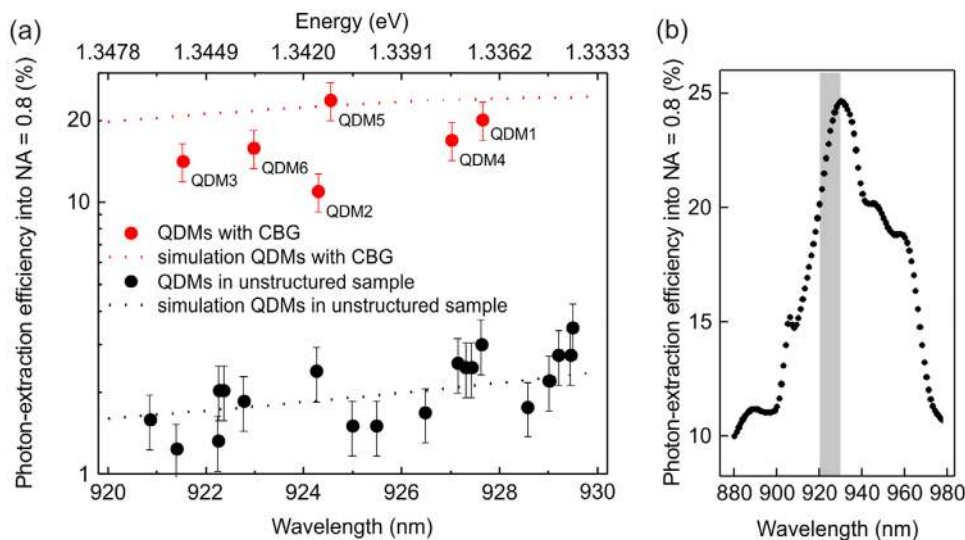 (a)
Energy (eV)
1.3478 1.3449 1.3420 1.3391 1.3362 1.3333
Photon-extraction efficiency into NA = 0.8 (%)
20
10
1
QDM5
QDM1
QDM3
QDM6
QDM4
QDM2
QDMs with CBG
simulation QDMs with CBG
QDMs in unstructured sample
simulation QDMs in unstructured sample
920 922 924 926 928 930
Wavelength (nm)
(b)
Photon-extraction efficiency into NA = 0.8 (%)
25
20
15
10
880 900 920 940 960 980
Wavelength (nm)